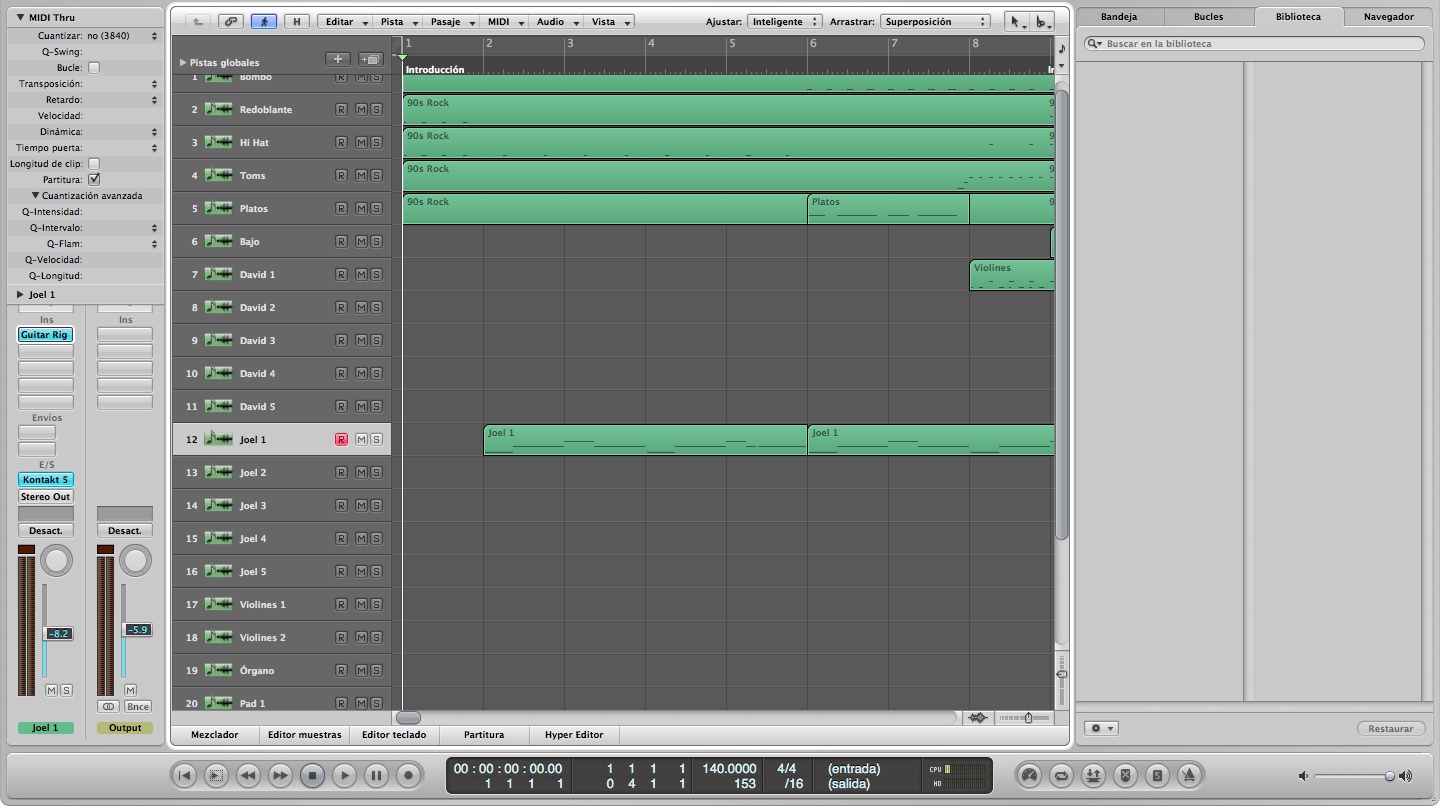 MIDI Thru
Cuantizar: no (3840)
Q-Swing:
Bucle:
Transposición:
Retardo:
Velocidad:
Dinámica:
Tiempo puerta:
Longitud de clip:
Partitura:
Cuantización avanzada
Q-Intensidad:
Q-Intervalo:
Q-Flam:
Q-Velocidad:
Q-Longitud:
Joel 1
Ins Ins
Guitar Rig
Envíos
E/S
Kontakt 5
Stereo Out
Desact. Desact.
-8.2 -5.9
M S M
Bnce
Joel 1 Output
H Editar Pista Pasaje MIDI Audio Vista Ajustar: Inteligente Arrastrar: Superposición
1 2 3 4 5 6 7 8
Pistas globales
Introducción
1 Bombo R M S
2 Redoblante R M S 90s Rock 9
3 Hi Hat R M S 90s Rock 9
4 Toms R M S 90s Rock 9
5 Platos R M S 90s Rock Platos 9
6 Bajo R M S
7 David 1 R M S Violines
8 David 2 R M S
9 David 3 R M S
10 David 4 R M S
11 David 5 R M S
12 Joel 1 R M S Joel 1 Joel 1
13 Joel 2 R M S
14 Joel 3 R M S
15 Joel 4 R M S
16 Joel 5 R M S
17 Violines 1 R M S
18 Violines 2 R M S
19 Órgano R M S
20 Pad 1 R M S
Mezclador Editor muestras Editor teclado Partitura Hyper Editor
Bandeja Bucles Biblioteca Navegador
Buscar en la biblioteca
Restaurar
00 : 00 : 00 : 00.00 1 1 1 1 140.0000 4/4 (entrada) CPU
1 1 1 1 0 4 1 1 153 /16 (salida) HD
S